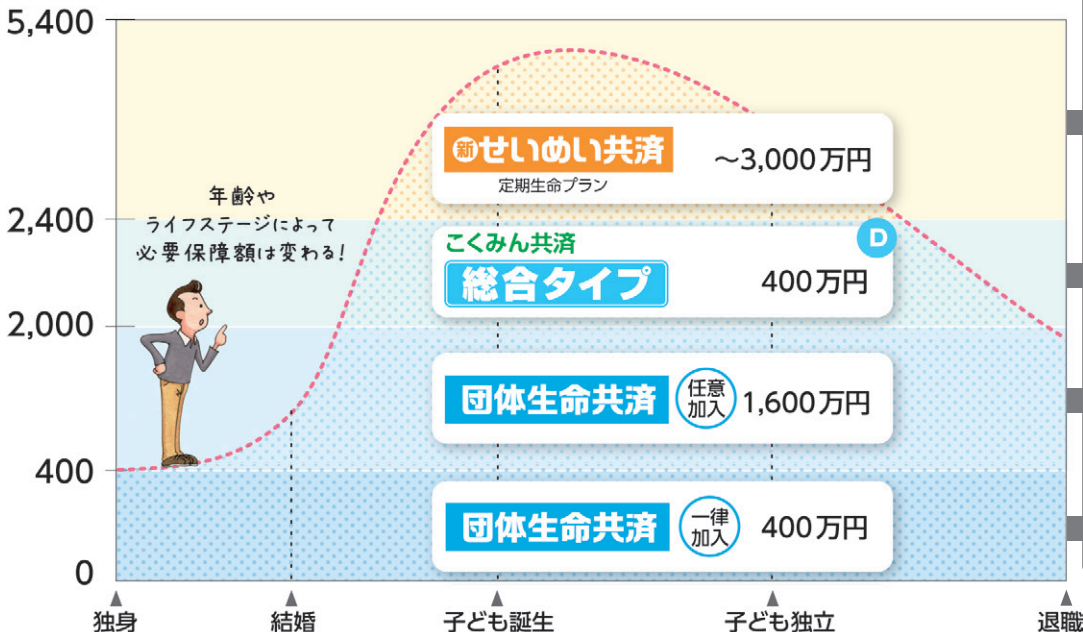 5,400
新せいめい共済
～3,000万円
定期生命プラン
年齢や
ライフステージによって
必要保障額は変わる!
2,400
こくみん共済
D
総合タイプ
400万円
2,000
団体生命共済
任意
加入
1,600万円
400
団体生命共済
一律
加入
400万円
0
独身
結婚
子ども誕生
子ども独立
退職